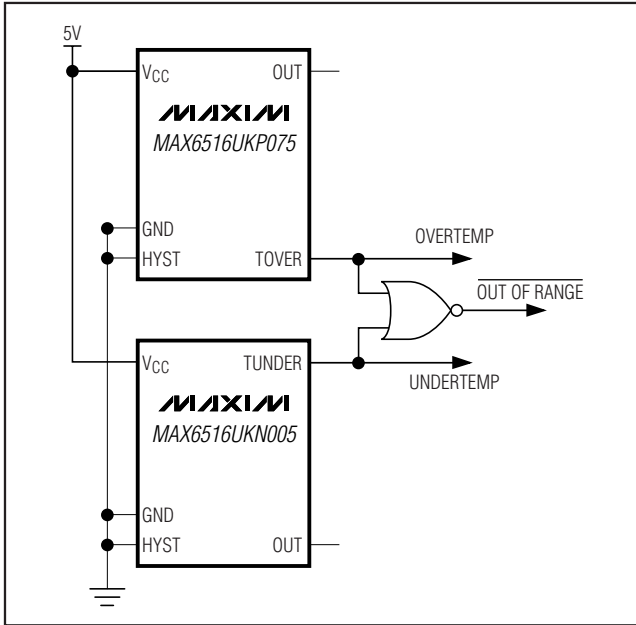 5V
VCC
OUT
MAXIM
MAX6516UKP075
GND
HYST
TOVER
OVERTEMP
OUT OF RANGE
VCC
TUNDER
UNDERTEMP
MAXIM
MAX6516UKN005
GND
HYST
OUT